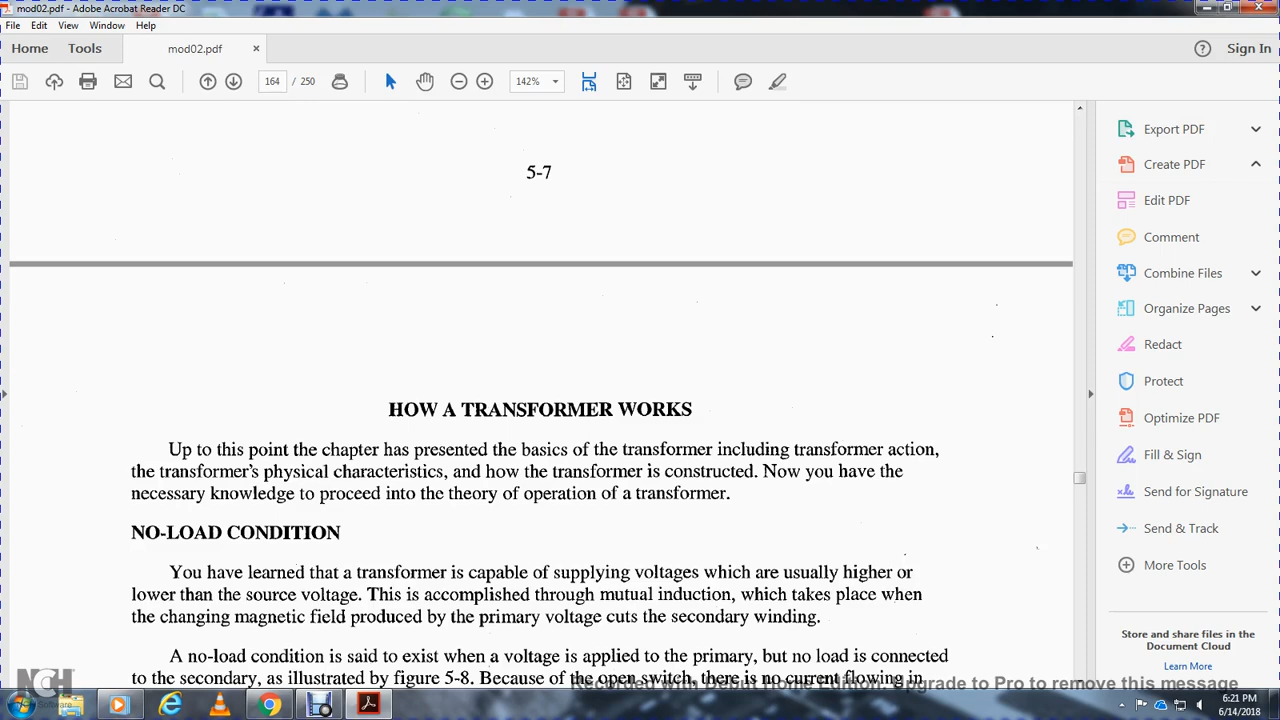 mod02.pdf - Adobe Acrobat Reader DC
File Edit View Window Help
Home Tools mod02.pdf × Sign In
164 / 250 142%
5-7
HOW A TRANSFORMER WORKS
Up to this point the chapter has presented the basics of the transformer including transformer action,
the transformer's physical characteristics, and how the transformer is constructed. Now you have the
necessary knowledge to proceed into the theory of operation of a transformer.
NO-LOAD CONDITION
You have learned that a transformer is capable of supplying voltages which are usually higher or
lower than the source voltage. This is accomplished through mutual induction, which takes place when
the changing magnetic field produced by the primary voltage cuts the secondary winding.
A no-load condition is said to exist when a voltage is applied to the primary, but no load is connected
to the secondary, as illustrated by figure 5-8. Because of the open switch, there is no current flowing in
Export PDF
Create PDF
Edit PDF
Comment
Combine Files
Organize Pages
Redact
Protect
Optimize PDF
Fill & Sign
Send for Signature
Send & Track
More Tools
Store and share files in the
Document Cloud
Learn More
NCH
Software
Upgrade to Pro to remove this message
6:21 PM
6/14/2018